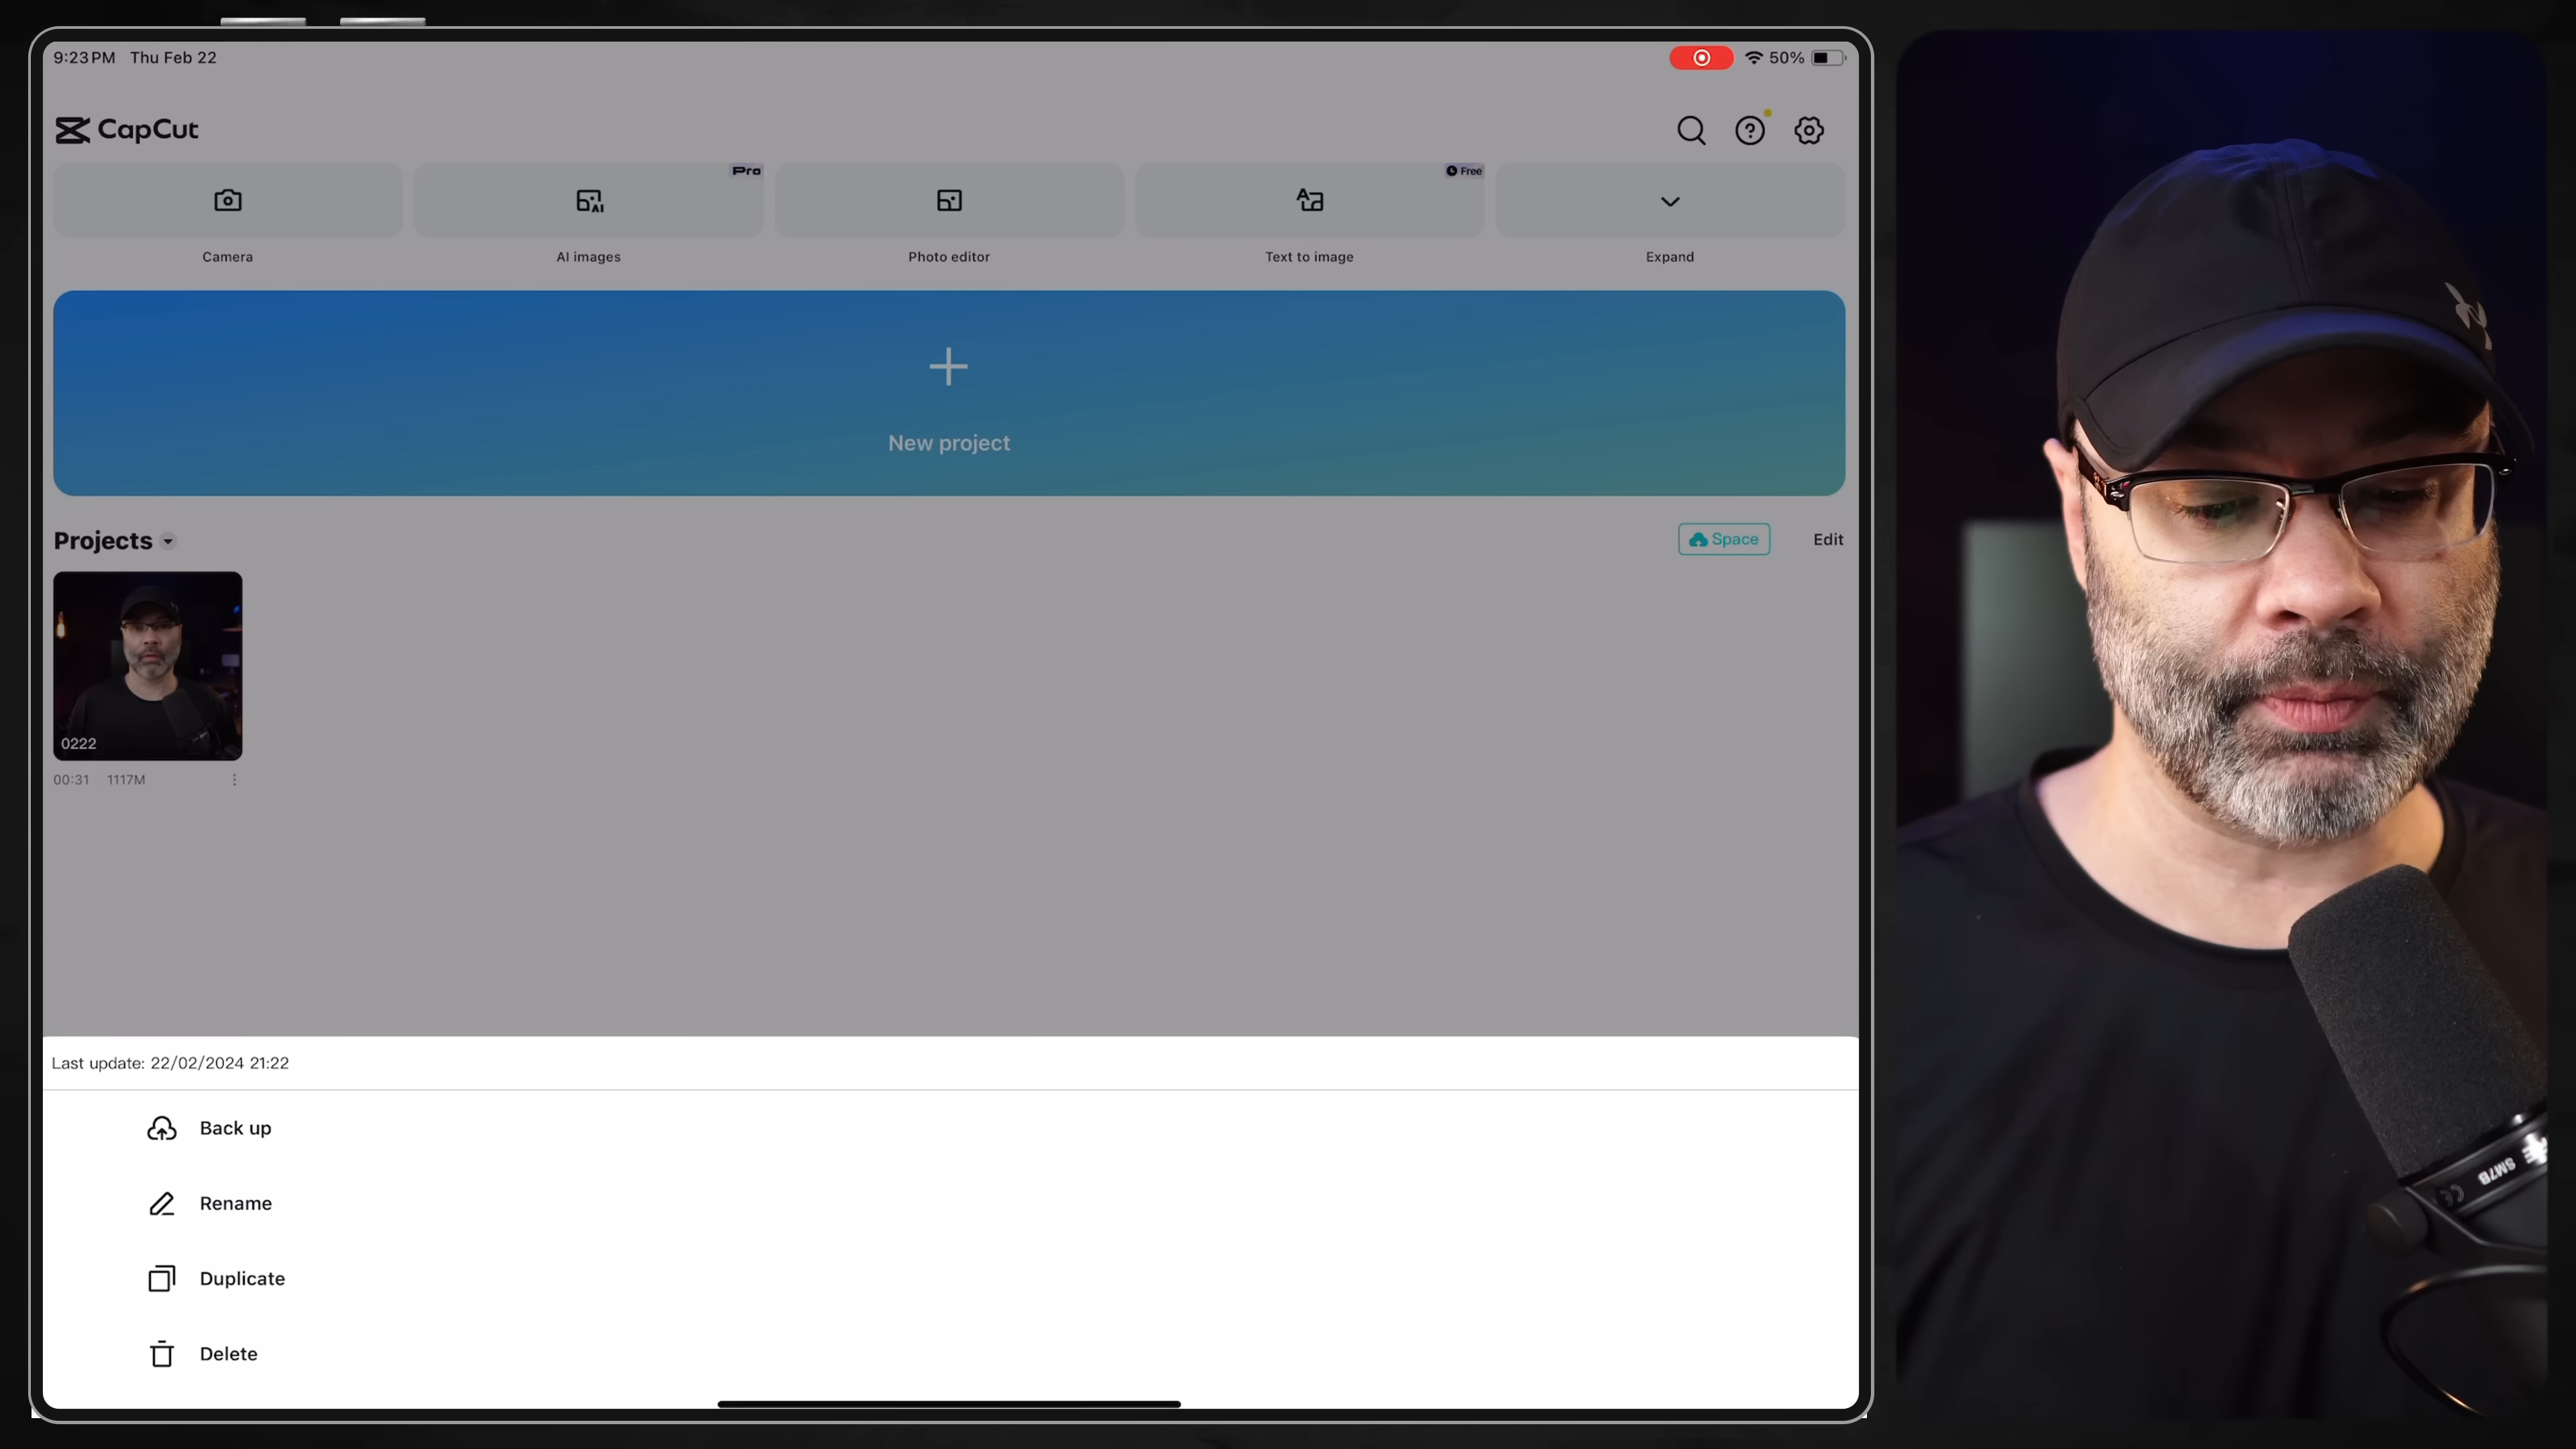 9:23 PM Thu Feb 22
50%
CapCut
Pro
Free
AI
Camera
AI images
Photo editor
Text to image
Expand
New project
Projects
Space
Edit
0222
00:31 1117M
Last update: 22/02/2024 21:22
Back up
Rename
Duplicate
Delete
SM7B